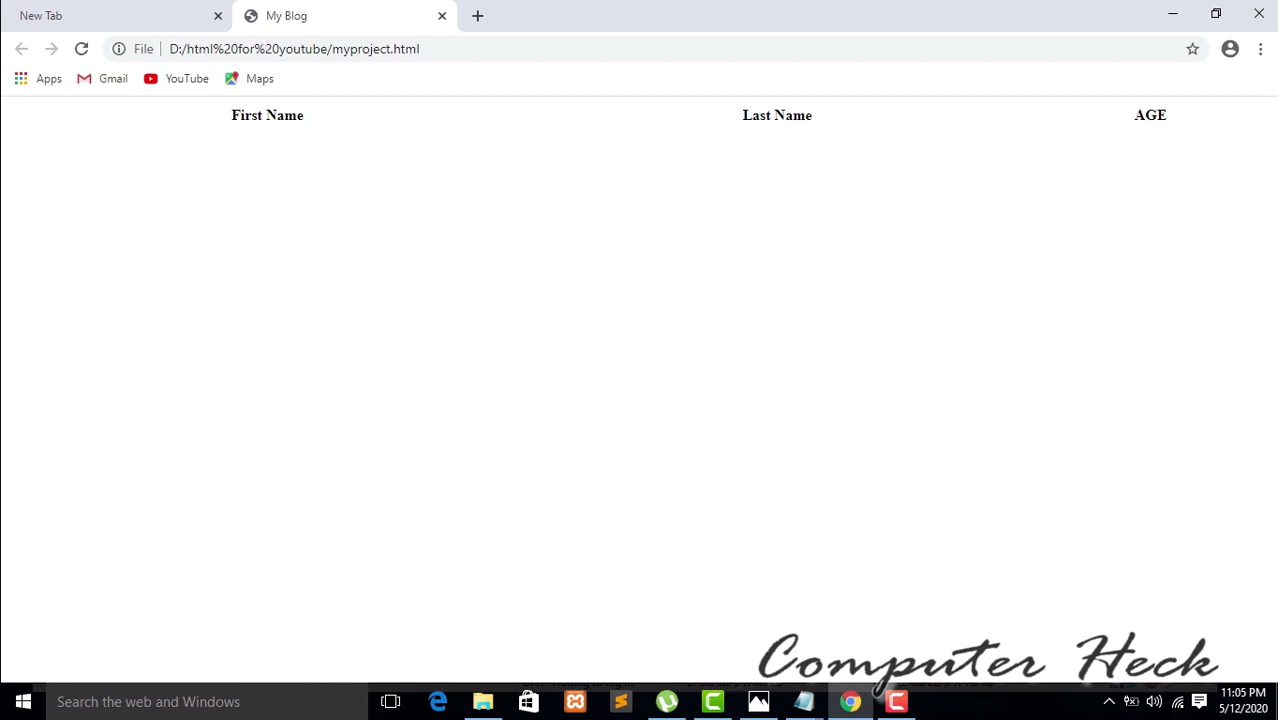 New Tab
My Blog
File
D:/html%20for%20youtube/myproject.html
Apps
Gmail
YouTube
Maps
First Name Last Name AGE
Computer Heck
Search the web and Windows
11:05 PM
5/12/2020